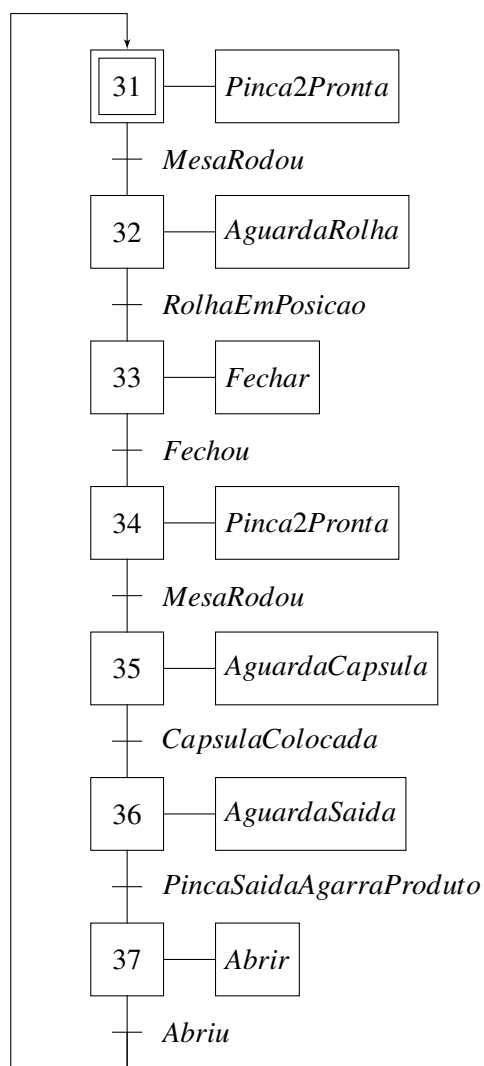 31 Pinca2Pronta
MesaRodou
32 AguardaRolha
RolhaEmPosicao
33 Fechar
Fechou
34 Pinca2Pronta
MesaRodou
35 AguardaCapsula
CapsulaColocada
36 AguardaSaida
PincaSaidaAgarraProduto
37 Abrir
Abriu